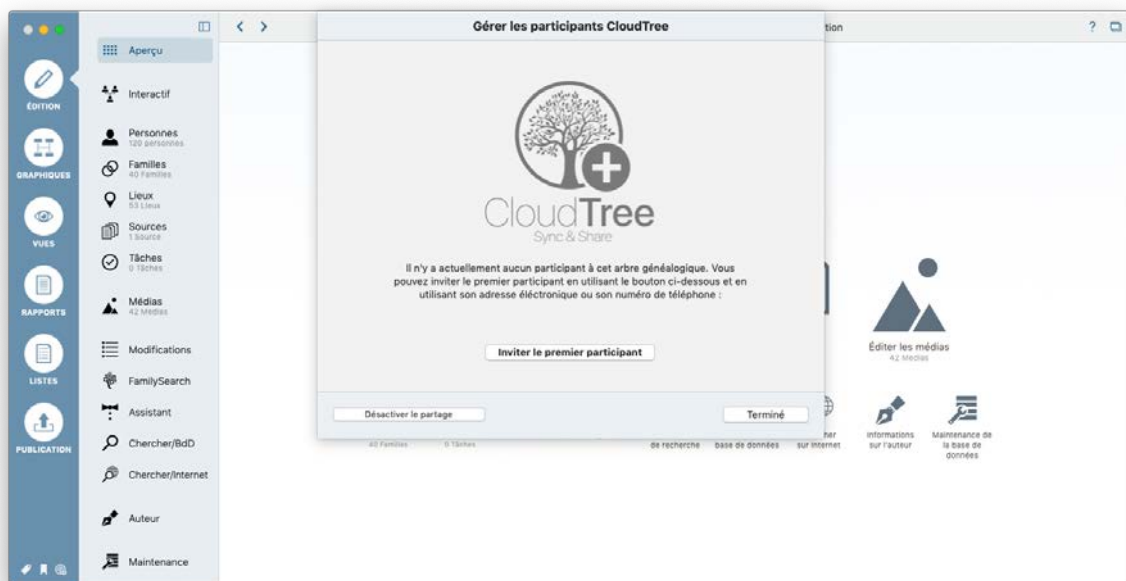 Gérer les participants CloudTree
tion
?
Aperçu
ÉDITION
Interactif
Personnes
120 personnes
GRAPHIQUES
Familles
40 Familles
Lieux
53 Lieux
VUES
Sources
1 Source
Tâches
0 Tâches
RAPPORTS
Médias
42 Médias
Modifications
LISTES
FamilySearch
Assistant
PUBLICATION
Chercher/BdD
Chercher/Internet
Auteur
Maintenance
CloudTree
Sync & Share
Il n'y a actuellement aucun participant à cet arbre généalogique. Vous
pouvez inviter le premier participant en utilisant le bouton ci-dessous et en
utilisant son adresse éléctronique ou son numéro de téléphone :
Inviter le premier participant
Désactiver le partage
Terminé
Éditer les médias
42 Médias
40 Familles
0 Tâches
de recherche
base de données
sur Internet
Informations
sur l'auteur
Maintenance de
la base de
données